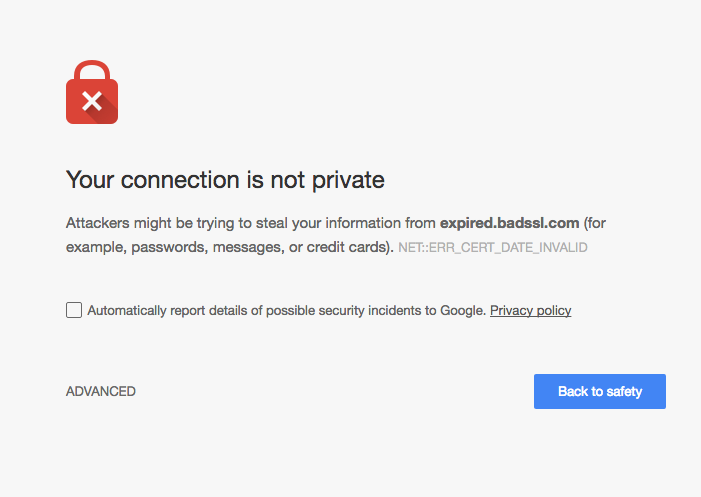 Your connection is not private
Attackers might be trying to steal your information from expired.badssl.com (for
example, passwords, messages, or credit cards). NET::ERR_CERT_DATE_INVALID
Automatically report details of possible security incidents to Google. Privacy policy
ADVANCED
Back to safety